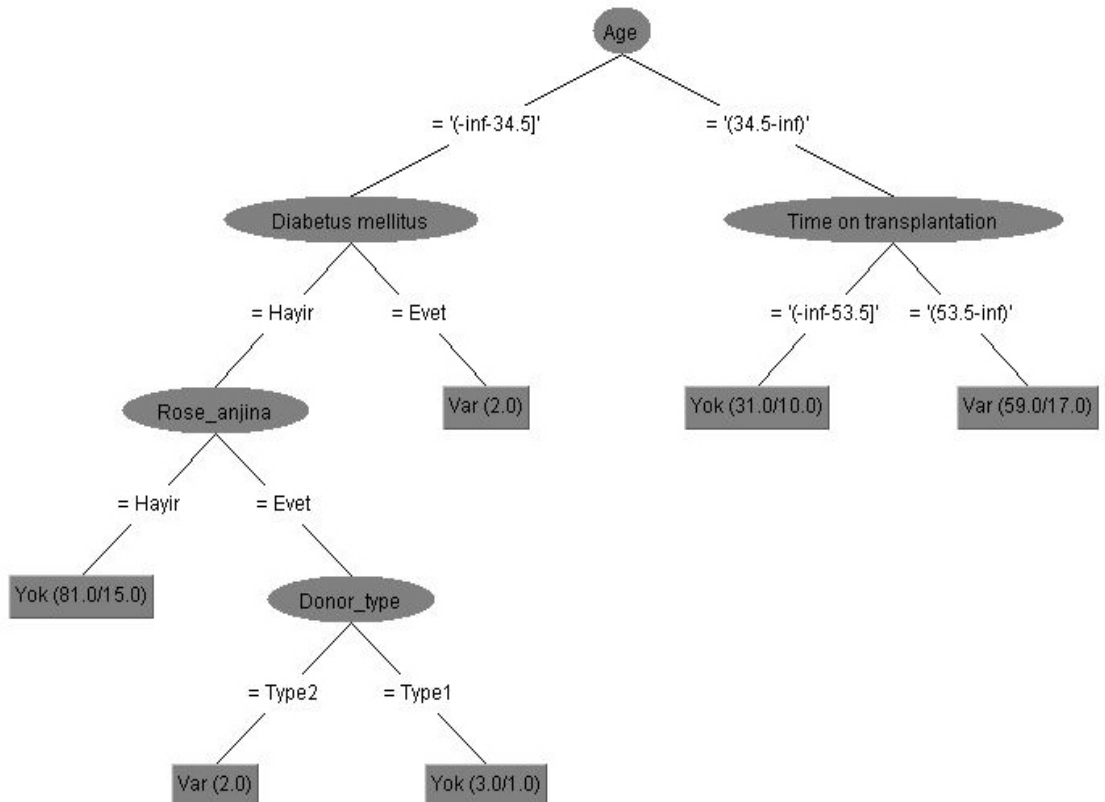 Age
= '(-inf-34.5]'
= '(34.5-inf)'
Diabetus mellitus
Time on transplantation
= Hayir
= Evet
= '(-inf-53.5]'
= '(53.5-inf)'
Rose_anjina
Var (2.0)
Yok (31.0/10.0)
Var (59.0/17.0)
= Hayir
= Evet
Yok (81.0/15.0)
Donor_type
= Type2
= Type1
Var (2.0)
Yok (3.0/1.0)